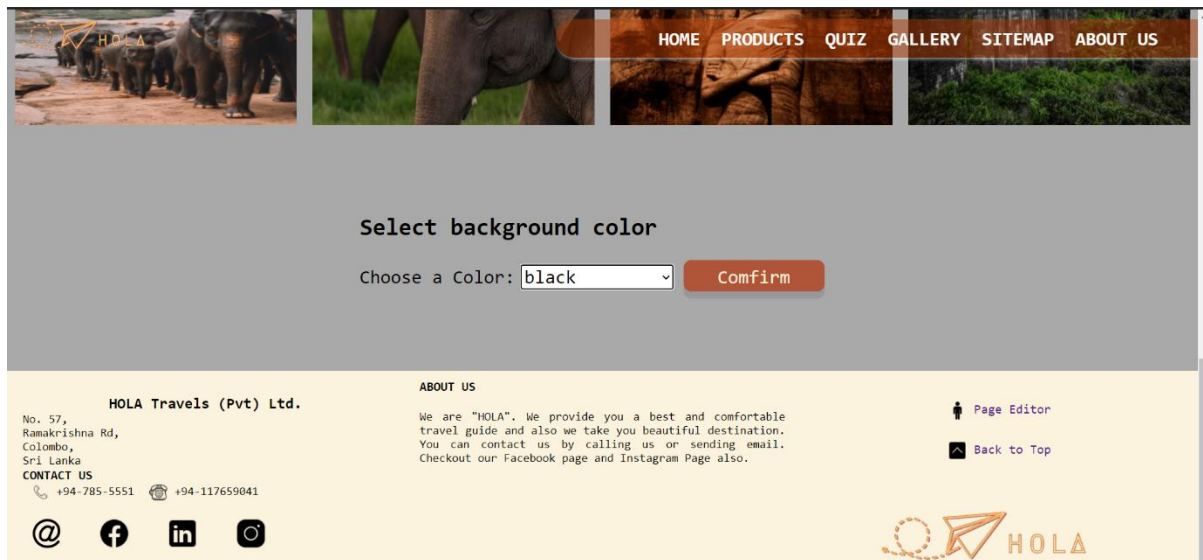 HOLA
HOME PRODUCTS QUIZ GALLERY SITEMAP ABOUT US
Select background color
Choose a Color: black Comfirm
HOLA Travels (Pvt) Ltd.
No. 57,
Ramakrishna Rd,
Colombo,
Sri Lanka
CONTACT US
+94-785-5551 +94-117659041
ABOUT US
We are "HOLA". We provide you a best and comfortable
travel guide and also we take you beautiful destination.
You can contact us by calling us or sending email.
Checkout our Facebook page and Instagram Page also.
Page Editor
Back to Top
HOLA